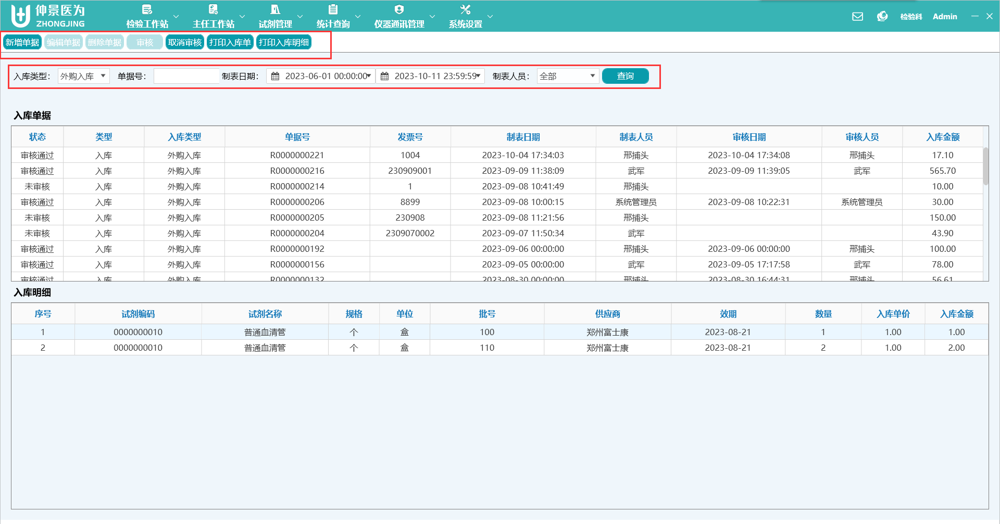 仲景医为
ZHONGJING
检验工作站 主任工作站 试剂管理 统计查询 仪器通讯管理 系统设置
检验科 Admin
新增单据 编辑单据 删除单据 审核 取消审核 打印入库单 打印入库明细
入库类型: 外购入库 单据号: 制表日期: 2023-06-01 00:00:00 2023-10-11 23:59:59 制表人员: 全部 查询
入库单据
状态 类型 入库类型 单据号 发票号 制表日期 制表人员 审核日期 审核人员 入库金额
审核通过 入库 外购入库 R0000000221 1004 2023-10-04 17:34:03 邢捕头 2023-10-04 17:34:08 邢捕头 17.10
审核通过 入库 外购入库 R0000000216 230909001 2023-09-09 11:38:09 武军 2023-09-09 11:39:05 武军 565.70
未审核 入库 外购入库 R0000000214 1 2023-09-08 10:41:49 邢捕头 10.00
审核通过 入库 外购入库 R0000000206 8899 2023-09-08 10:00:15 系统管理员 2023-09-08 10:22:31 系统管理员 30.00
未审核 入库 外购入库 R0000000205 230908 2023-09-08 11:21:56 邢捕头 150.00
未审核 入库 外购入库 R0000000204 2309070002 2023-09-07 11:50:34 武军 43.90
审核通过 入库 外购入库 R0000000192 2023-09-06 00:00:00 邢捕头 2023-09-06 00:00:00 邢捕头 100.00
审核通过 入库 外购入库 R0000000156 2023-09-05 00:00:00 武军 2023-09-05 17:17:58 武军 78.00
审核通过 入库 外购入库 R0000000132 2023-08-30 00:00:00 邢捕头 2023-08-30 16:44:31 邢捕头 56.61
入库明细
序号 试剂编码 试剂名称 规格 单位 批号 供应商 效期 数量 入库单价 入库金额
1 0000000010 普通血清管 个 盒 100 郑州富士康 2023-08-21 1 1.00 1.00
2 0000000010 普通血清管 个 盒 110 郑州富士康 2023-08-21 2 1.00 2.00